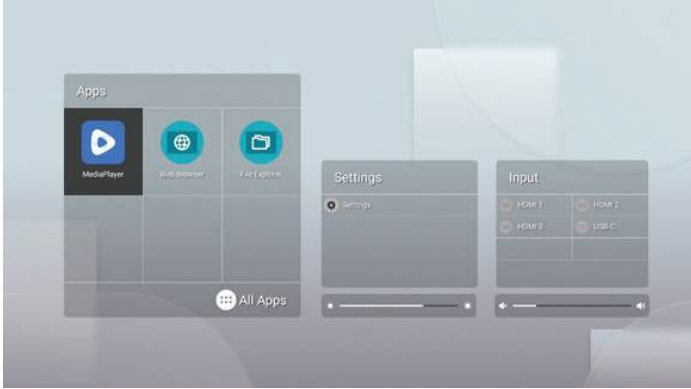 Apps
MediaPlayer
Web Browser
File Explorer
All Apps
Settings
Settings
Input
HDMI 1
HDMI 2
HDMI 3
USB-C